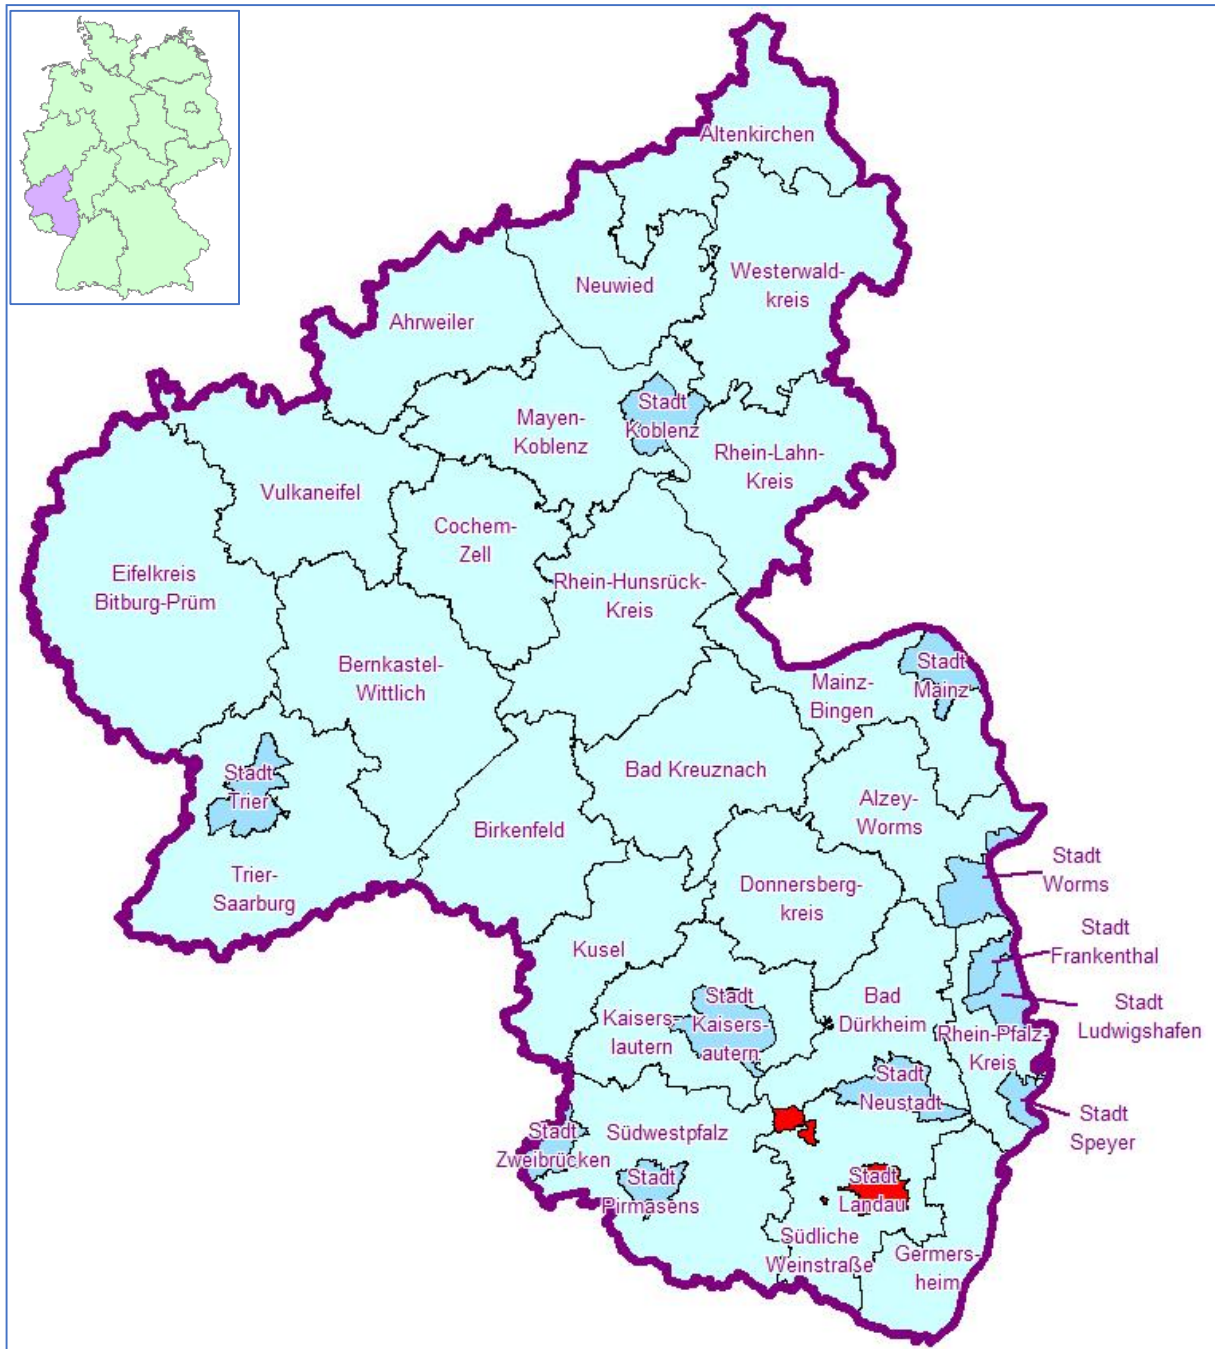 Altenkirchen
Neuwied
Westerwald-
kreis
Ahrweiler
Mayen-
Koblenz
Stadt
Koblenz
Rhein-Lahn-
Kreis
Vulkaneifel
Cochem-
Zell
Eifelkreis
Bitburg-Prüm
Rhein-Hunsrück-
Kreis
Bernkastel-
Wittlich
Mainz-
Bingen
Stadt
Mainz
Stadt
Trier
Bad Kreuznach
Alzey-
Worms
Birkenfeld
Trier-
Saarburg
Donnersberg-
kreis
Stadt
Worms
Kusel
Stadt
Frankenthal
Kaisers-
lautern
Stadt
Kaisers-
autern
Bad
Dürkheim
Stadt
Ludwigshafen
Rhein-Pfalz-
Kreis
Stadt
Neustadt
Stadt
Speyer
Stadt
Zweibrücken
Südwestpfalz
Stadt
Pirmasens
Stadt
Landau
Südliche
Weinstraße
Germers-
heim